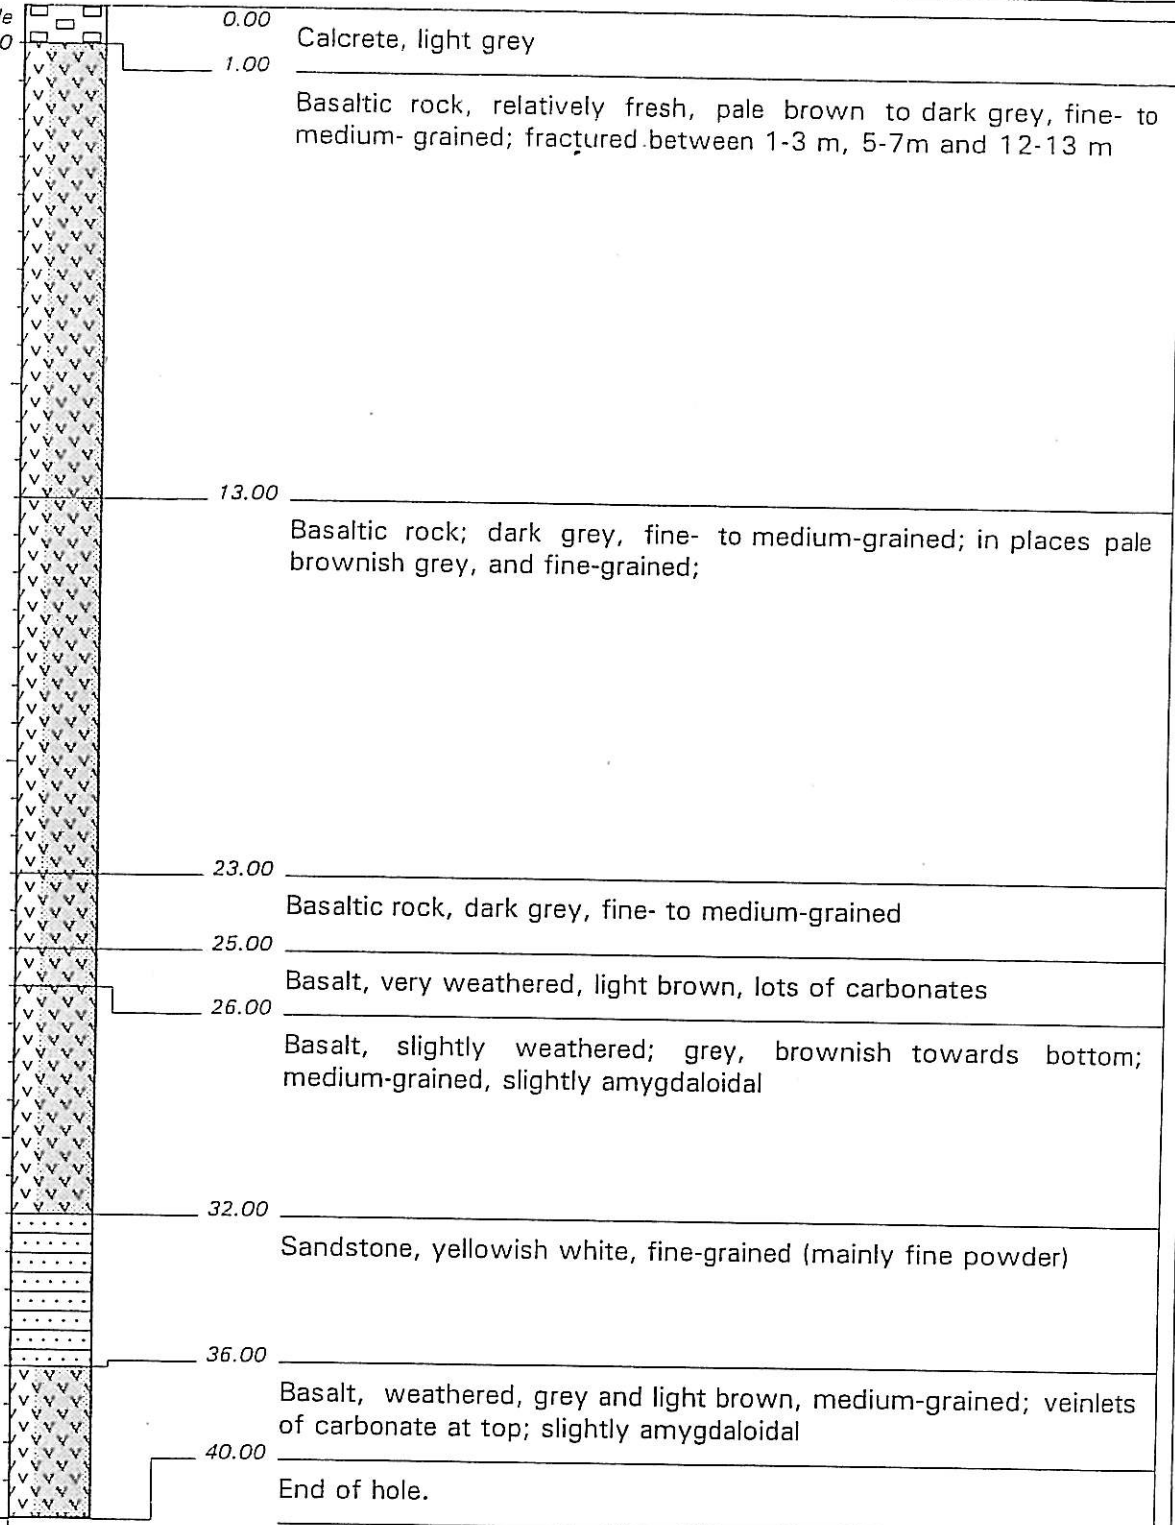 le
0
0.00
Calcrete, light grey
1.00
Basaltic rock, relatively fresh, pale brown to dark grey, fine- to
medium- grained; fractured between 1-3 m, 5-7m and 12-13 m
13.00
Basaltic rock; dark grey, fine- to medium-grained; in places pale
brownish grey, and fine-grained;
23.00
Basaltic rock, dark grey, fine- to medium-grained
25.00
Basalt, very weathered, light brown, lots of carbonates
26.00
Basalt, slightly weathered; grey, brownish towards bottom;
medium-grained, slightly amygdaloidal
32.00
Sandstone, yellowish white, fine-grained (mainly fine powder)
36.00
Basalt, weathered, grey and light brown, medium-grained; veinlets
of carbonate at top; slightly amygdaloidal
40.00
End of hole.